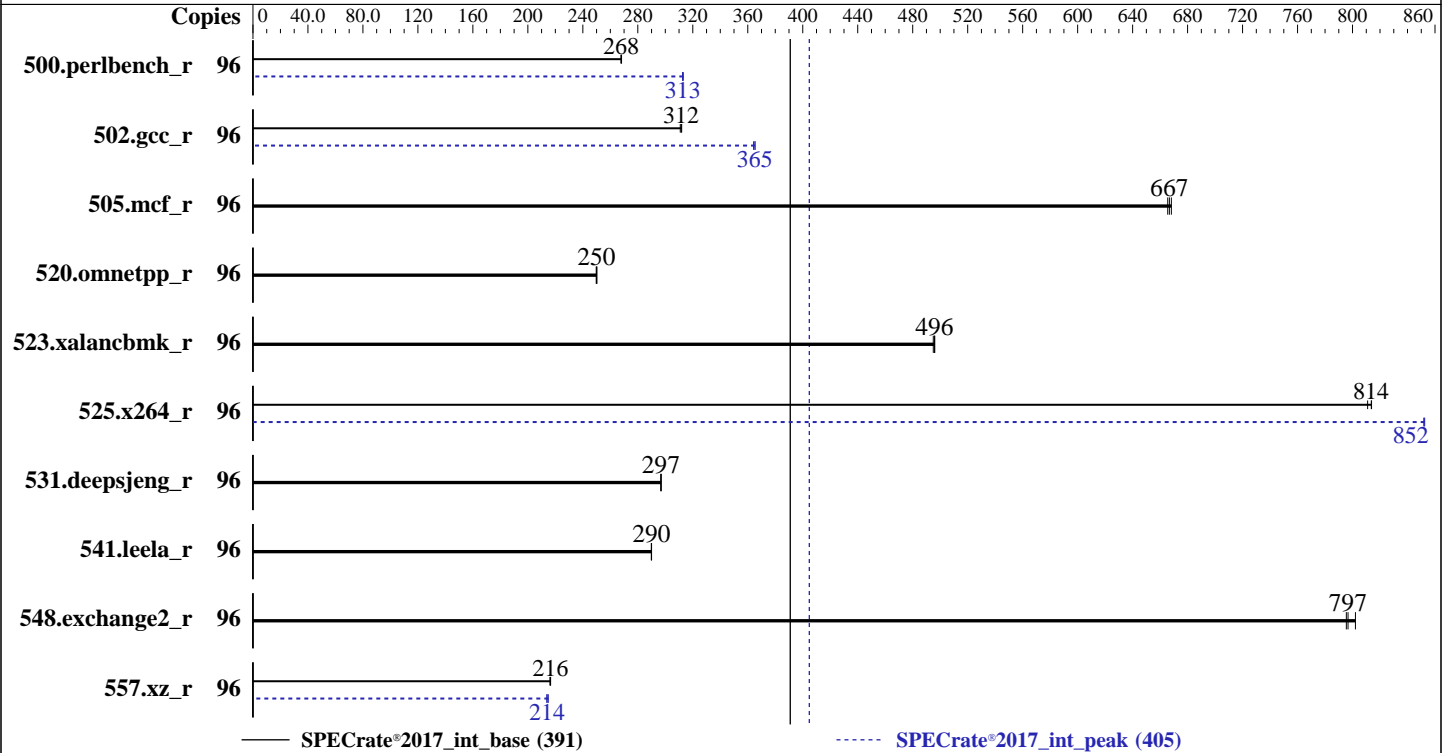 Copies 0 40.0 80.0 120 160 200 240 280 320 360 400 440 480 520 560 600 640 680 720 760 800 860
268
500.perlbench_r 96
313
312
502.gcc_r 96
365
667
505.mcf_r 96
250
520.omnetpp_r 96
496
523.xalancbmk_r 96
814
525.x264_r 96
852
297
531.deepsjeng_r 96
290
541.leela_r 96
797
548.exchange2_r 96
216
557.xz_r 96
214
SPECrate®2017_int_base (391) SPECrate®2017_int_peak (405)